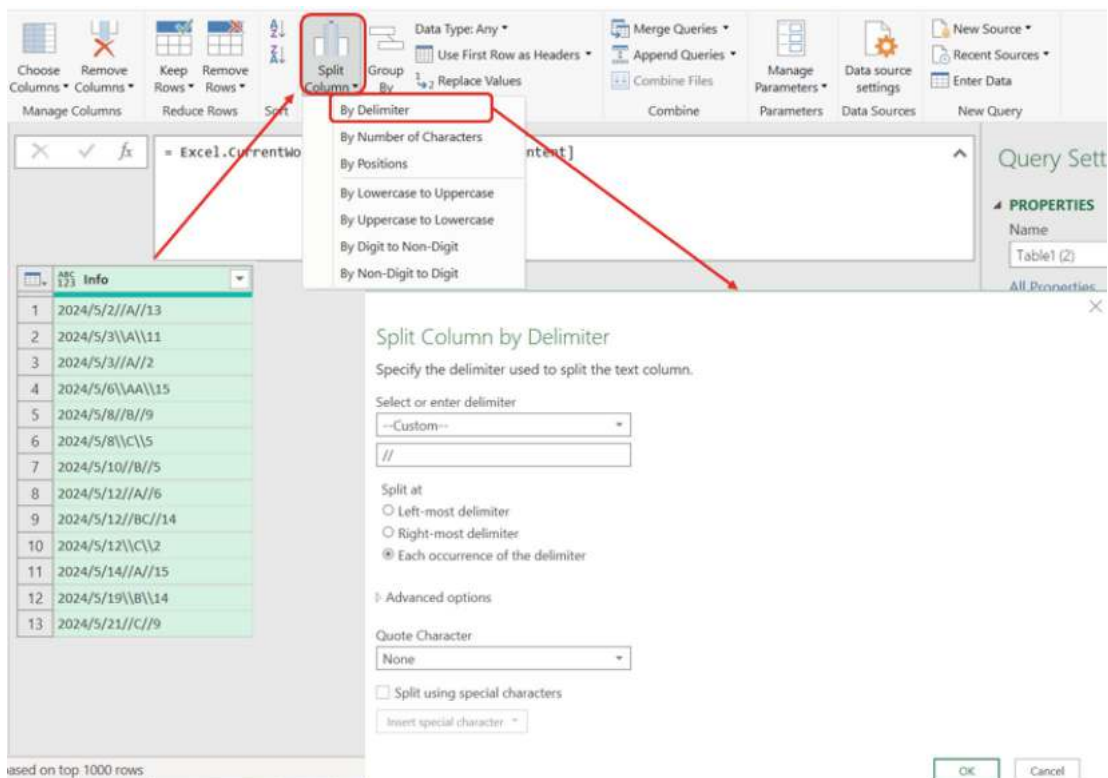 Choose
Columns
Remove
Columns
Manage Columns
Keep
Rows
Remove
Rows
Reduce Rows
A
Z
Z
A
Sort
Split
Column
Group
By
Data Type: Any
Use First Row as Headers
1
2 Replace Values
Merge Queries
Append Queries
Combine Files
Combine
Manage
Parameters
Parameters
Data source
settings
Data Sources
New Source
Recent Sources
Enter Data
New Query
By Delimiter
By Number of Characters
By Positions
By Lowercase to Uppercase
By Uppercase to Lowercase
By Digit to Non-Digit
By Non-Digit to Digit
fx
= Excel.CurrentWo
ntent]
Query Sett
PROPERTIES
Name
Table1 (2)
All Properties
ABC
123 Info
1 2024/5/2//A//13
2 2024/5/3\\A\\11
3 2024/5/3//A//2
4 2024/5/6\\AA\\15
5 2024/5/8//B//9
6 2024/5/8\\C\\5
7 2024/5/10//B//5
8 2024/5/12//A//6
9 2024/5/12//BC//14
10 2024/5/12\\C\\2
11 2024/5/14//A//15
12 2024/5/19\\B\\14
13 2024/5/21//C//9
Split Column by Delimiter
Specify the delimiter used to split the text column.
Select or enter delimiter
--Custom--
//
Split at
Left-most delimiter
Right-most delimiter
Each occurrence of the delimiter
Advanced options
Quote Character
None
Split using special characters
Insert special character
OK
Cancel
ased on top 1000 rows